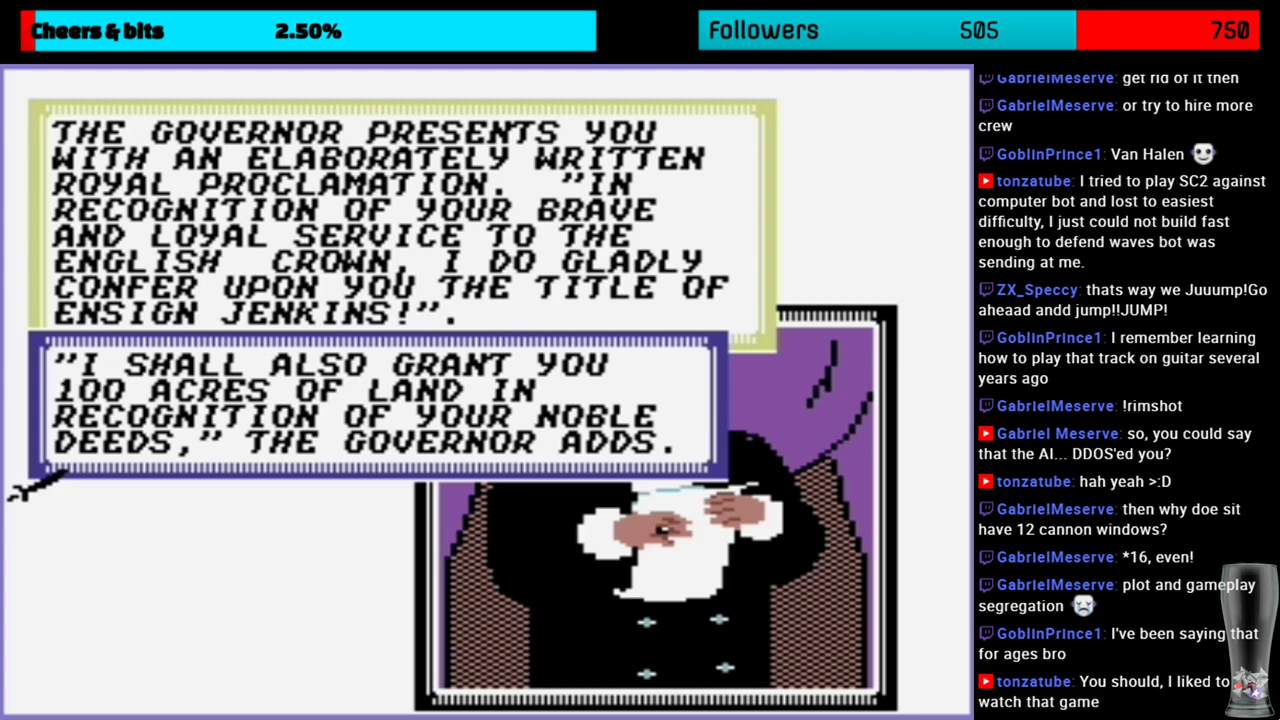 Cheers & bits 2.50%
Followers 505 750
THE GOVERNOR PRESENTS YOU
WITH AN ELABORATELY WRITTEN
ROYAL PROCLAMATION. "IN
RECOGNITION OF YOUR BRAVE
AND LOYAL SERVICE TO THE
ENGLISH CROWN, I DO GLADLY
CONFER UPON YOU THE TITLE OF
ENSIGN JENKINS!".
"I SHALL ALSO GRANT YOU
100 ACRES OF LAND IN
RECOGNITION OF YOUR NOBLE
DEEDS," THE GOVERNOR ADDS.
GabrielMeserve: get rid of it then
GabrielMeserve: or try to hire more
crew
GoblinPrince1: Van Halen
tonzatube: I tried to play SC2 against
computer bot and lost to easiest
difficulty, I just could not build fast
enough to defend waves bot was
sending at me.
ZX_Speccy: thats way we Juuump!Go
aheaad andd jump!!JUMP!
GoblinPrince1: I remember learning
how to play that track on guitar several
years ago
GabrielMeserve: !rimshot
Gabriel Meserve: so, you could say
that the AI... DDOS'ed you?
tonzatube: hah yeah >:D
GabrielMeserve: then why doe sit
have 12 cannon windows?
GabrielMeserve: *16, even!
GabrielMeserve: plot and gameplay
segregation
GoblinPrince1: I've been saying that
for ages bro
tonzatube: You should, I liked to
watch that game